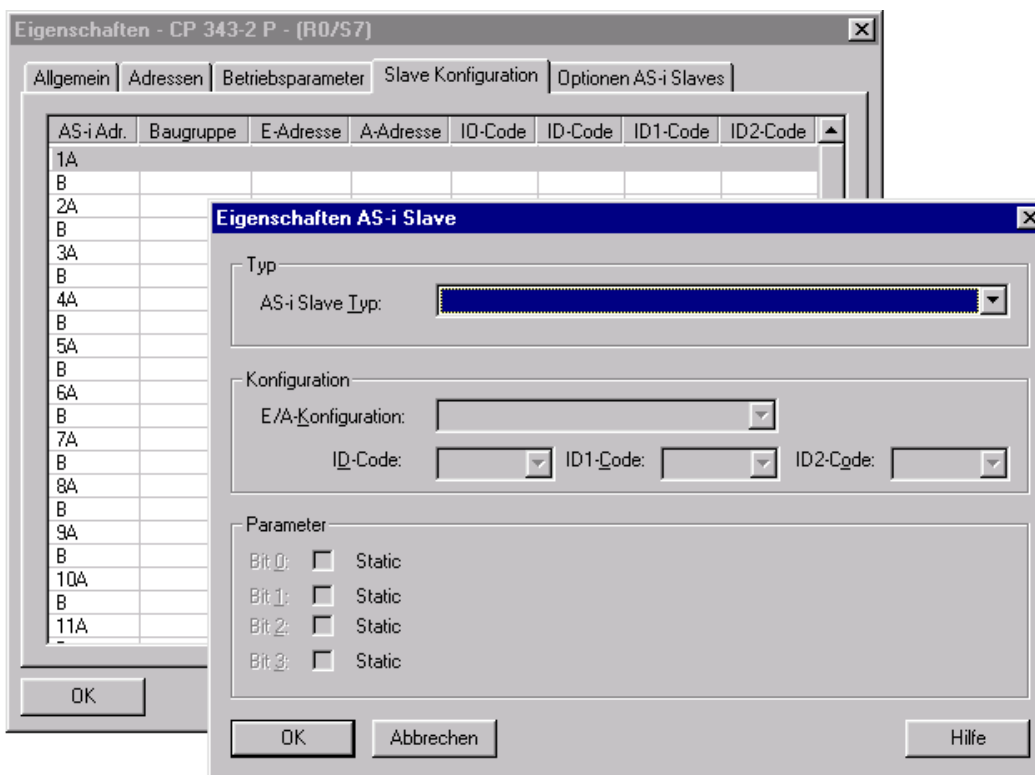 Eigenschaften - CP 343-2 P - (R0/S7)
Allgemein Adressen Betriebsparameter Slave Konfiguration Optionen AS-i Slaves
AS-i Adr. Baugruppe E-Adresse A-Adresse IO-Code ID-Code ID1-Code ID2-Code
1A
B
2A
B
3A
B
4A
B
5A
B
6A
B
7A
B
8A
B
9A
B
10A
B
11A
OK
Eigenschaften AS-i Slave
Typ
AS-i Slave Typ:
Konfiguration
E/A-Konfiguration:
ID-Code: ID1-Code: ID2-Code:
Parameter
Bit 0: Static
Bit 1: Static
Bit 2: Static
Bit 3: Static
OK Abbrechen Hilfe